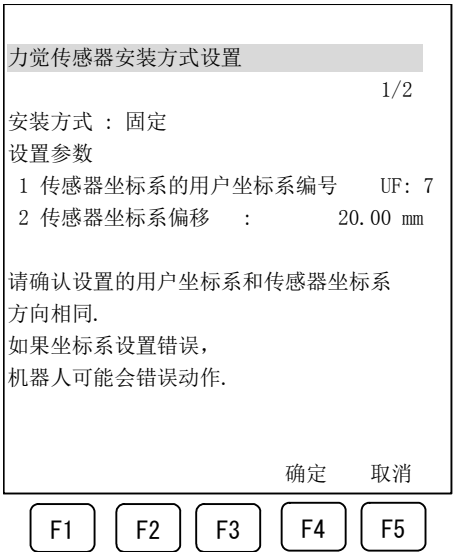 力觉传感器安装方式设置
1/2
安装方式 : 固定
设置参数
1 传感器坐标系的用户坐标系编号 UF: 7
2 传感器坐标系偏移 : 20.00 mm
请确认设置的用户坐标系和传感器坐标系
方向相同.
如果坐标系设置错误,
机器人可能会错误动作.
确定 取消
F1 F2 F3 F4 F5